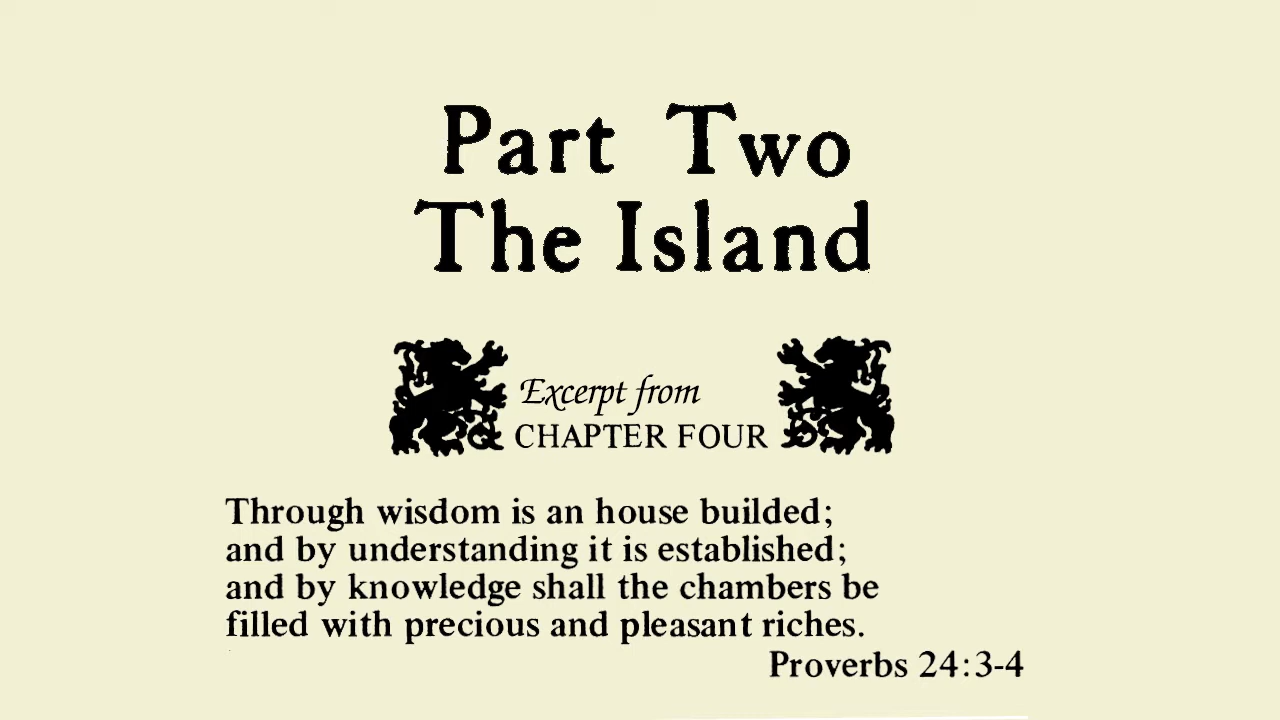 Part Two
The Island
Excerpt from
CHAPTER FOUR
Through wisdom is an house builded;
and by understanding it is established;
and by knowledge shall the chambers be
filled with precious and pleasant riches.
Proverbs 24:3-4